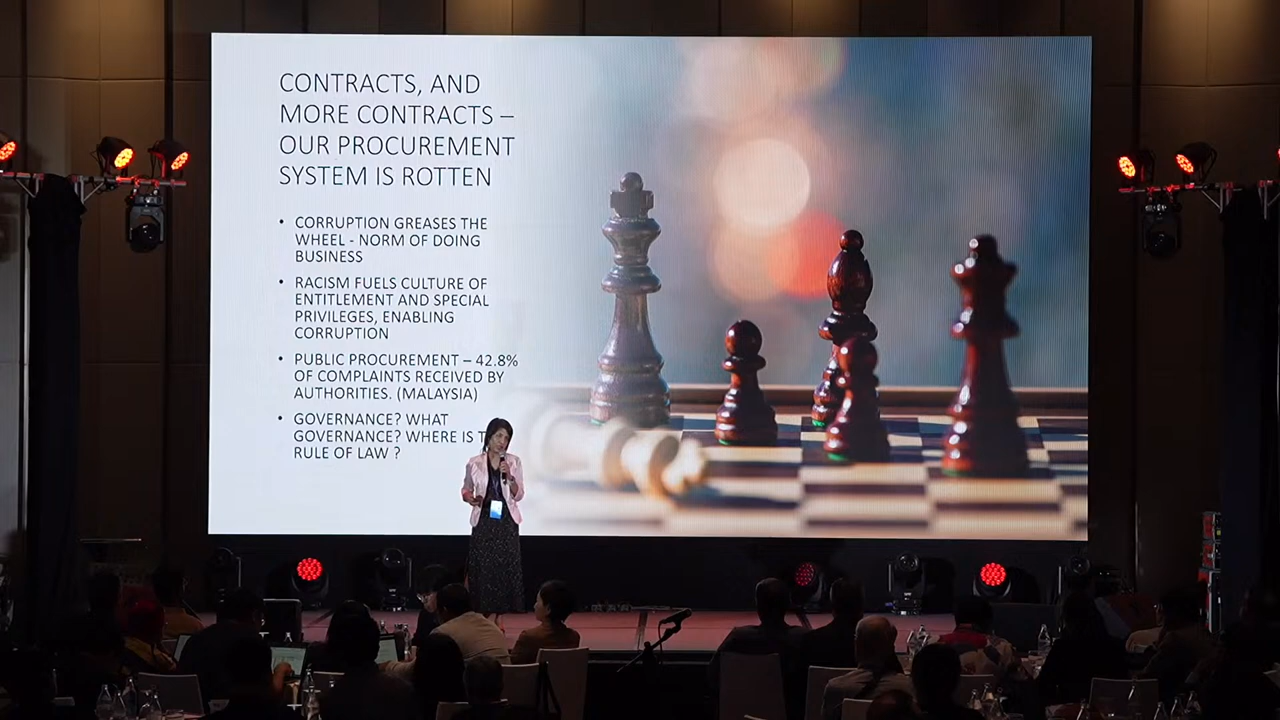 CONTRACTS, AND
MORE CONTRACTS –
OUR PROCUREMENT
SYSTEM IS ROTTEN
• CORRUPTION GREASES THE
WHEEL - NORM OF DOING
BUSINESS
• RACISM FUELS CULTURE OF
ENTITLEMENT AND SPECIAL
PRIVILEGES, ENABLING
CORRUPTION
• PUBLIC PROCUREMENT – 42.8%
OF COMPLAINTS RECEIVED BY
AUTHORITIES. (MALAYSIA)
• GOVERNANCE? WHAT
GOVERNANCE? WHERE IS
RULE OF LAW ?